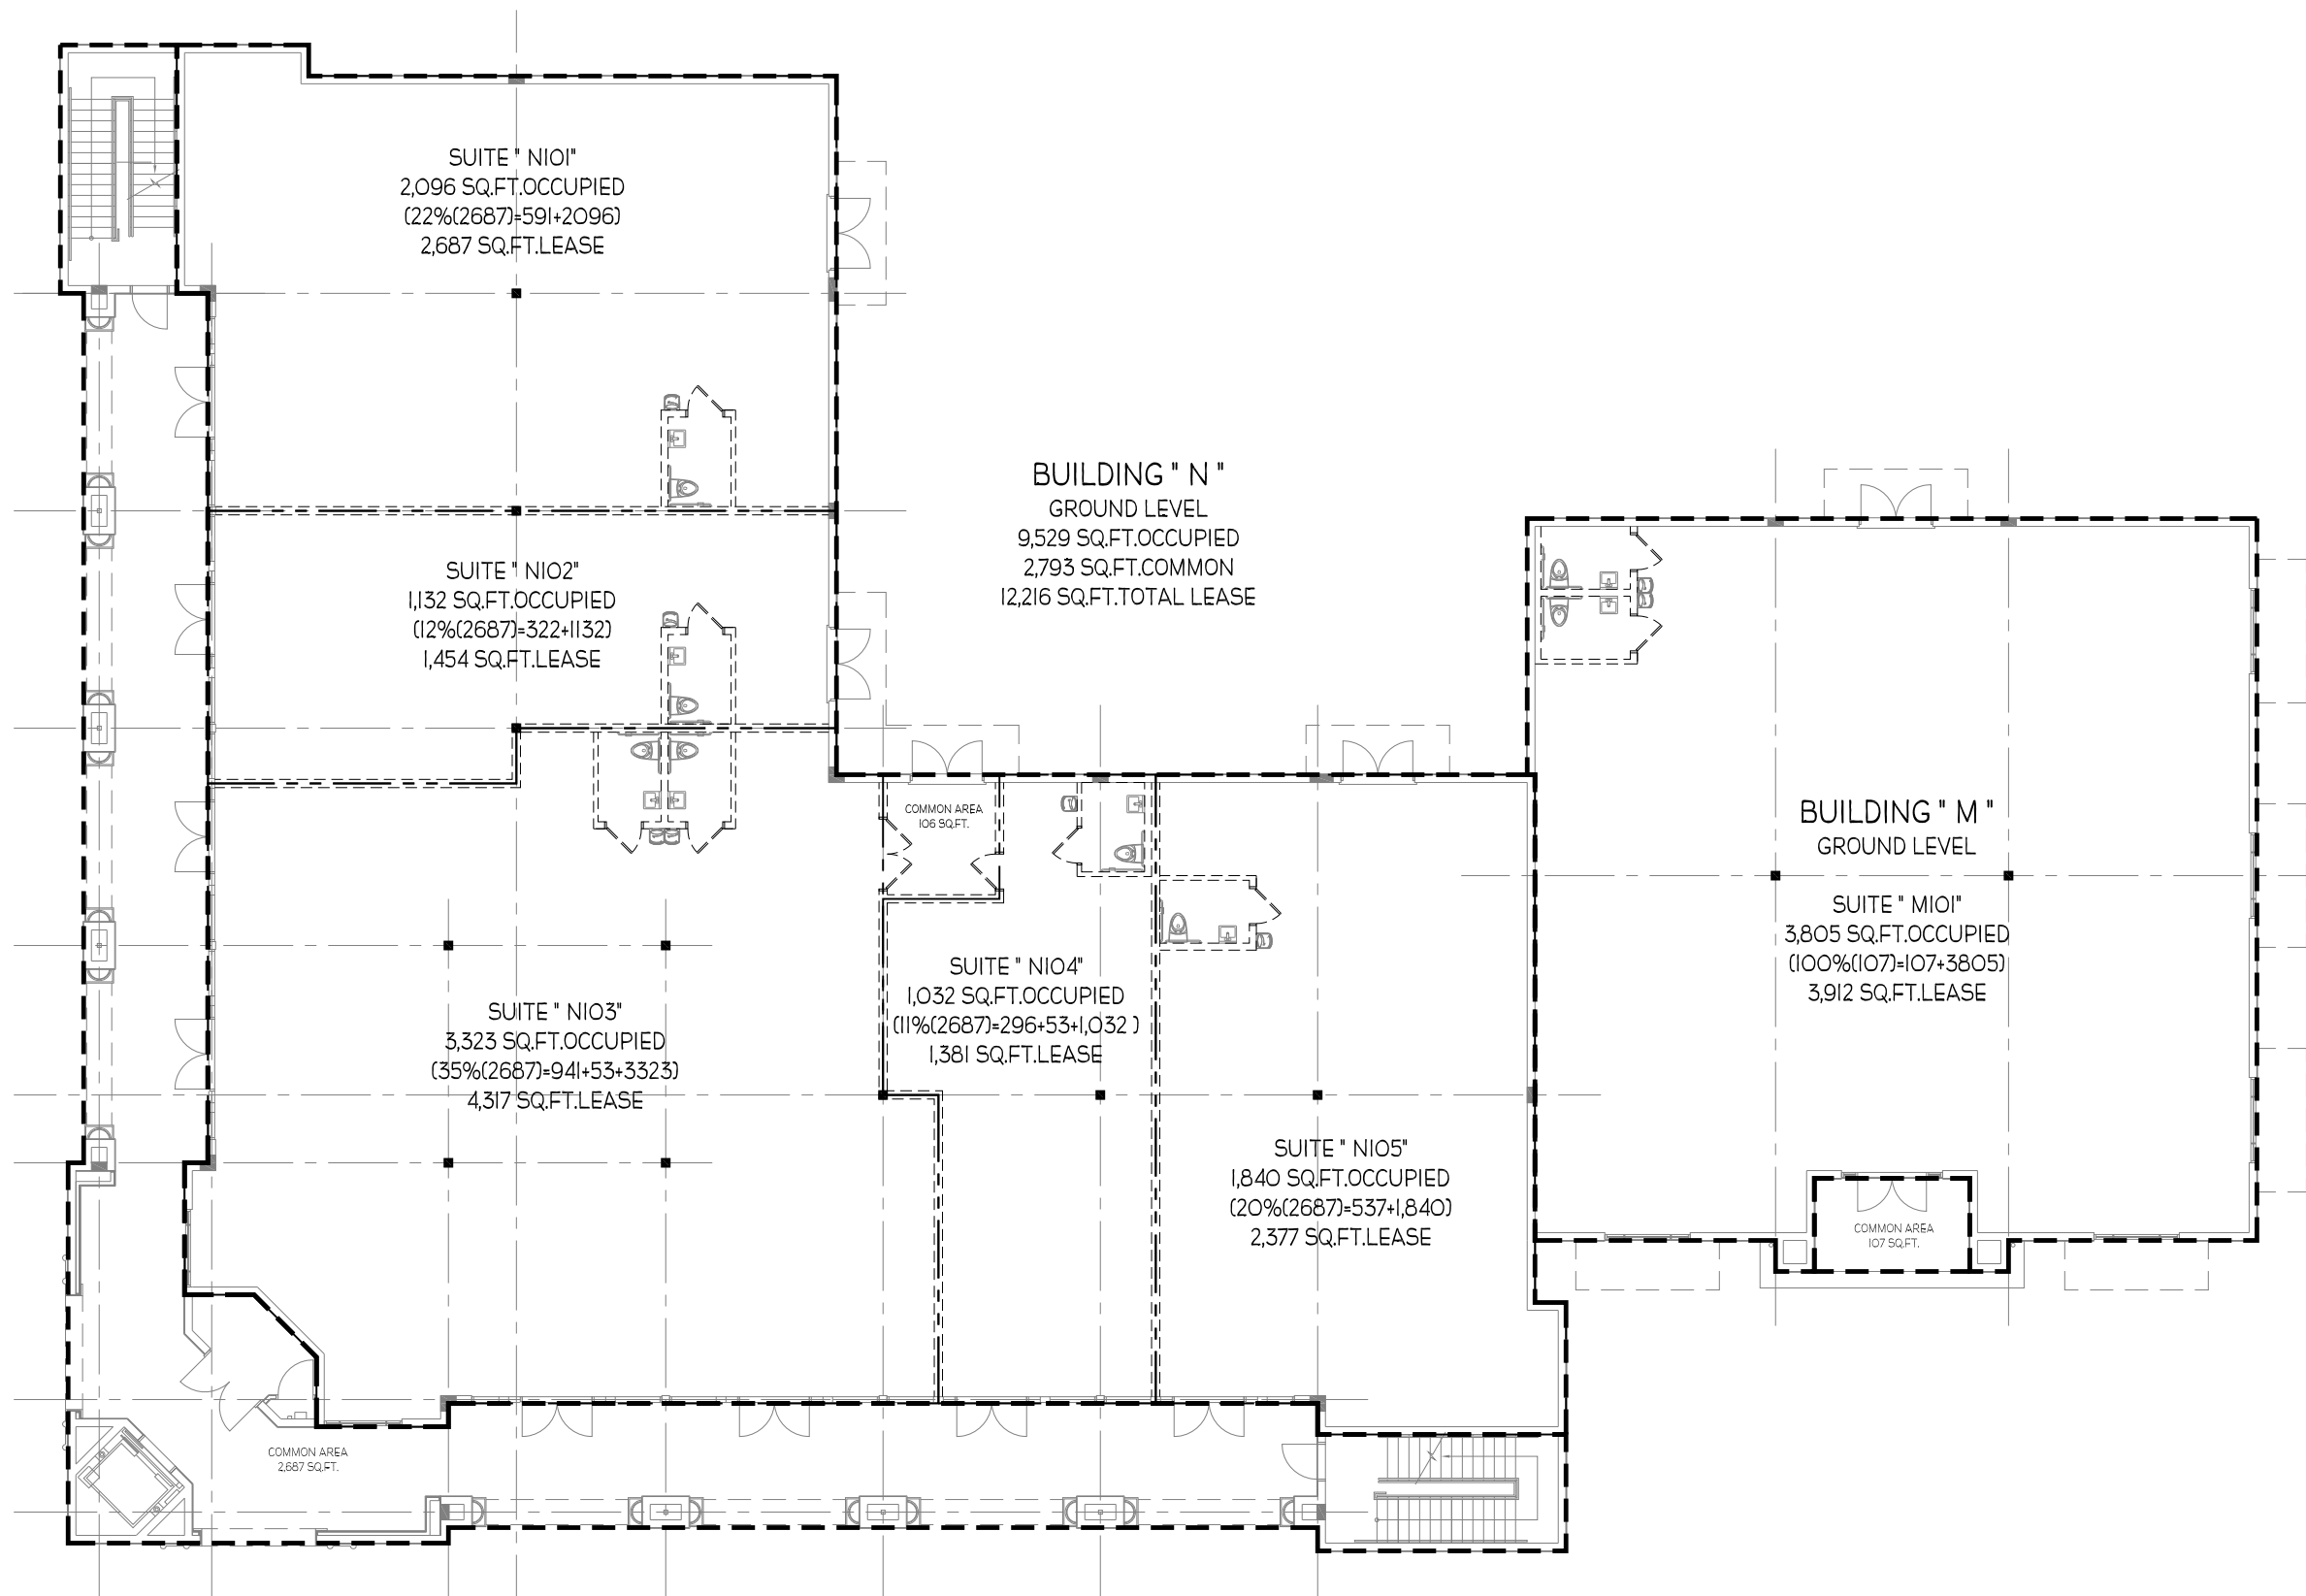 SUITE " N101"
2,096 SQ.FT.OCCUPIED
(22%(2687)=591+2096)
2,687 SQ.FT.LEASE
BUILDING " N "
GROUND LEVEL
9,529 SQ.FT.OCCUPIED
2,793 SQ.FT.COMMON
12,216 SQ.FT.TOTAL LEASE
SUITE " N102"
1,132 SQ.FT.OCCUPIED
(12%(2687)=322+1132)
1,454 SQ.FT.LEASE
COMMON AREA
106 SQ.FT.
BUILDING " M "
GROUND LEVEL
SUITE " M101"
3,805 SQ.FT.OCCUPIED
(100%(107)=107+3805)
3,912 SQ.FT.LEASE
SUITE " N104"
1,032 SQ.FT.OCCUPIED
(11%(2687)=296+53+1,032 )
1,381 SQ.FT.LEASE
SUITE " N103"
3,323 SQ.FT.OCCUPIED
(35%(2687)=941+53+3323)
4,317 SQ.FT.LEASE
SUITE " N105"
1,840 SQ.FT.OCCUPIED
(20%(2687)=537+1,840)
2,377 SQ.FT.LEASE
COMMON AREA
107 SQ.FT.
COMMON AREA
2,687 SQ.FT.